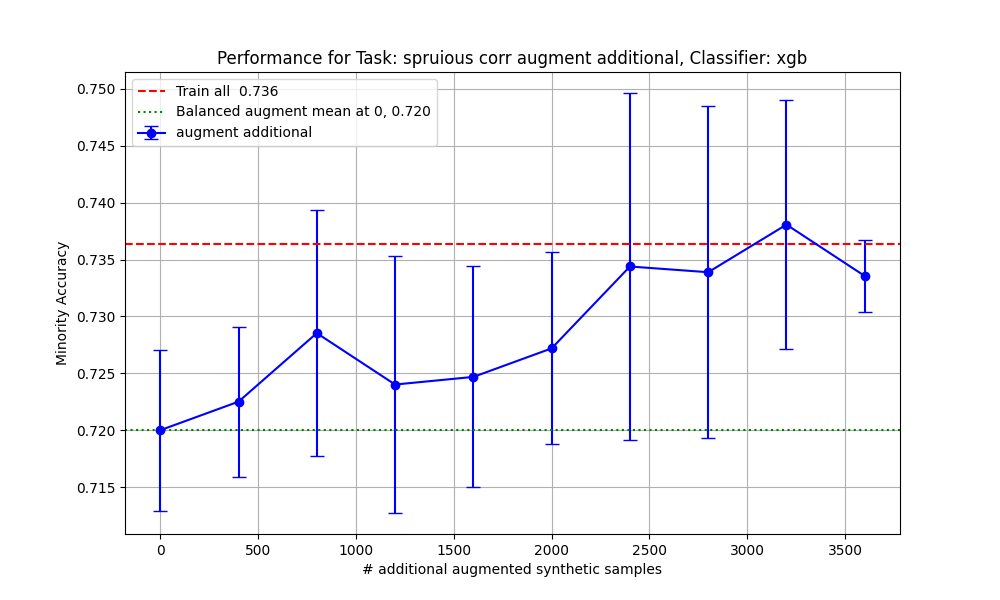 Performance for Task: spruious corr augment additional, Classifier: xgb
Train all  0.736
Balanced augment mean at 0, 0.720
augment additional
0.750
0.745
0.740
0.735
0.730
0.725
0.720
0.715
Minority Accuracy
0 500 1000 1500 2000 2500 3000 3500
# additional augmented synthetic samples